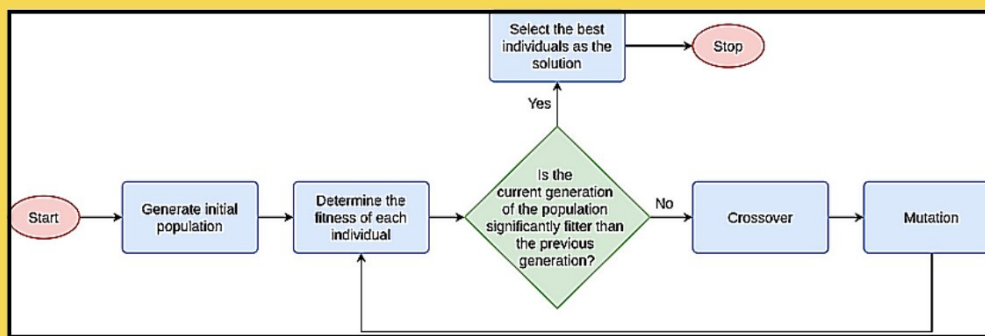 Select the best
individuals as the
solution
Stop
Yes
Start
Generate initial
population
Determine the
fitness of each
individual
Is the
current generation
of the population
significantly fitter than
the previous
generation?
No
Crossover
Mutation